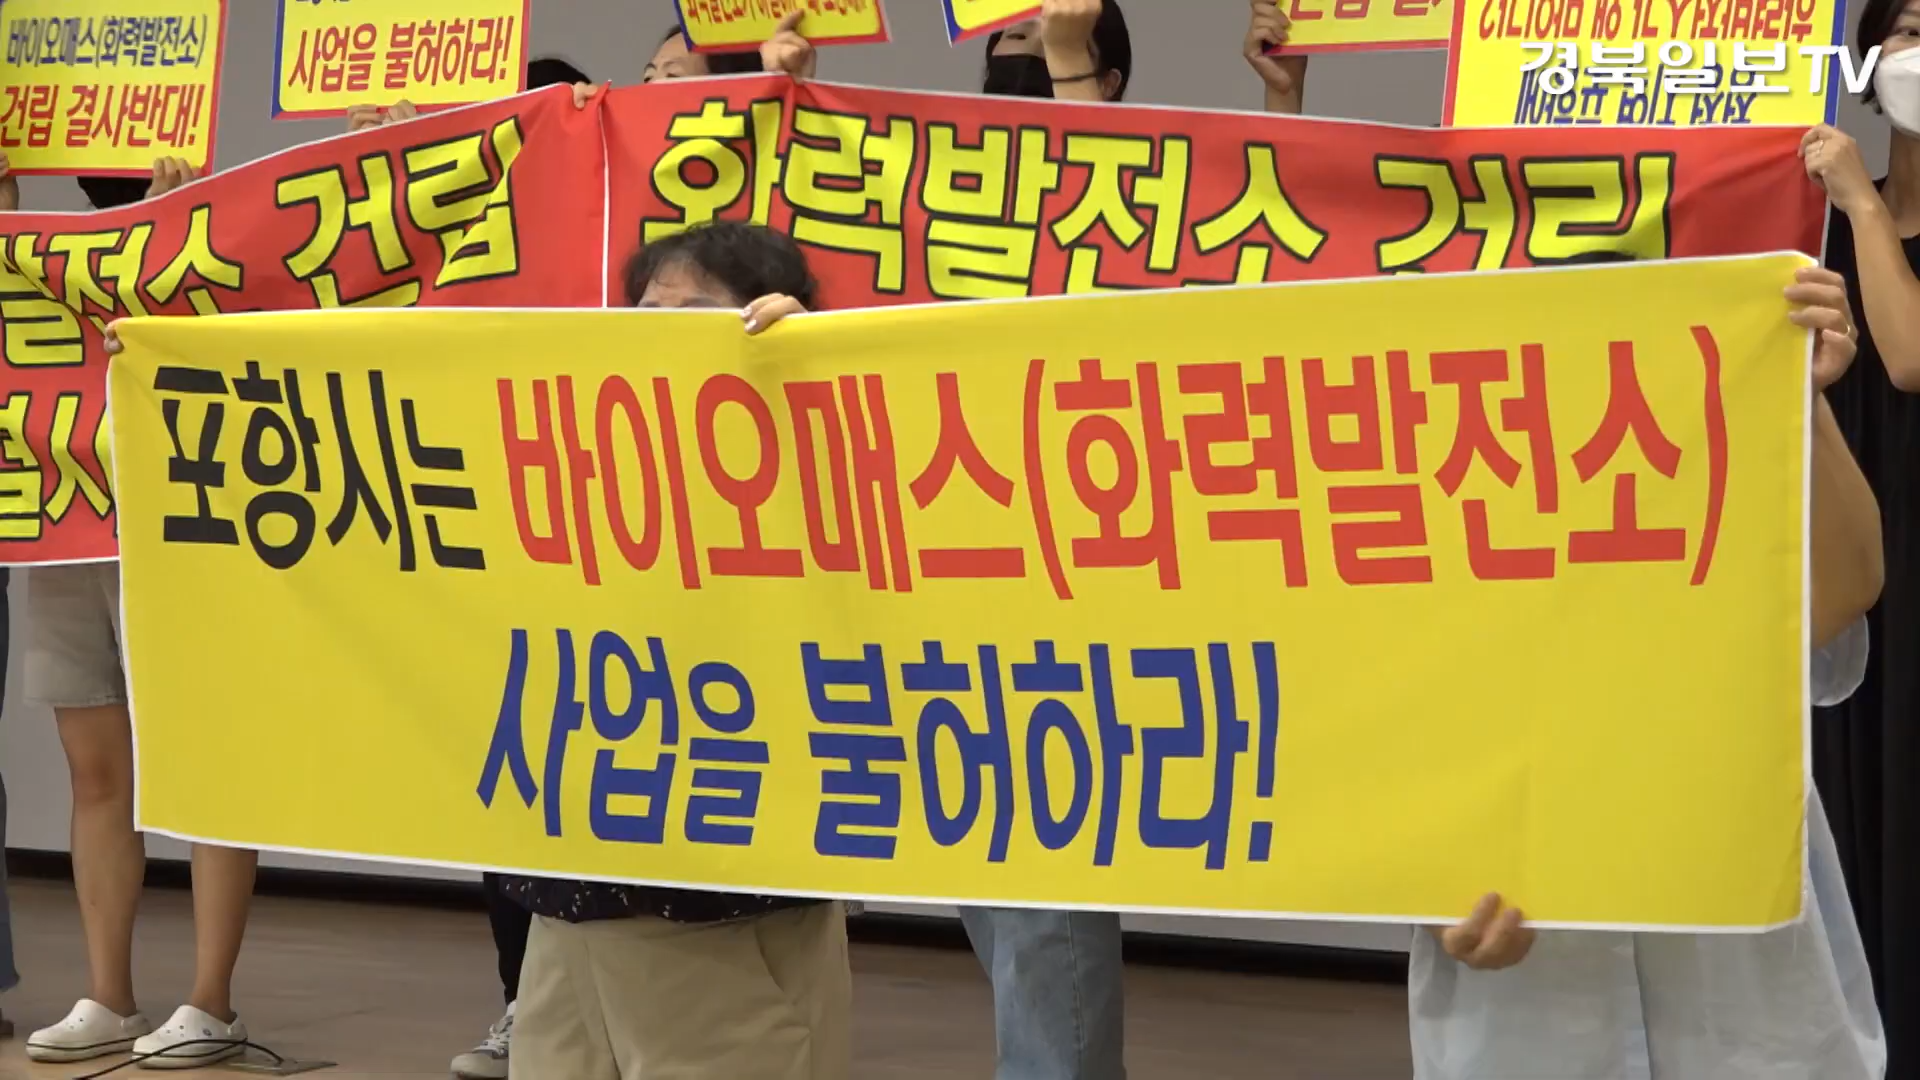 바이오매스(화력발전소)
건립 결사반대!
사업을 불허하라!
경북일보TV
발전소 건립
결사
화력발전소 건립
포항시는 바이오매스(화력발전소)
사업을 불허하라!